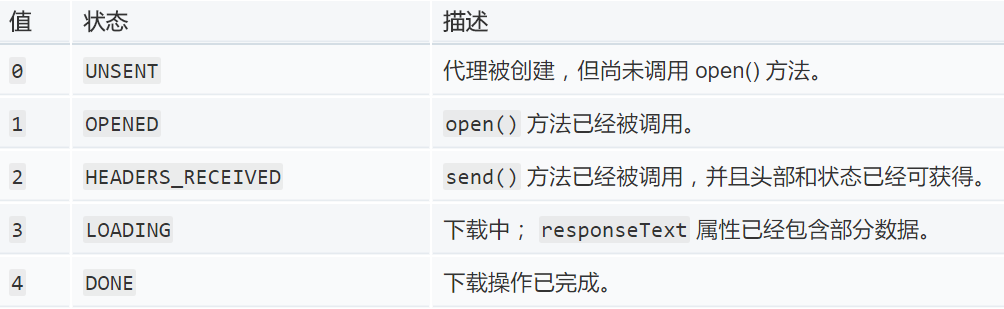 值 状态 描述
0 UNSENT 代理被创建，但尚未调用 open() 方法。
1 OPENED open() 方法已经被调用。
2 HEADERS_RECEIVED send() 方法已经被调用，并且头部和状态已经可获得。
3 LOADING 下载中； responseText 属性已经包含部分数据。
4 DONE 下载操作已完成。